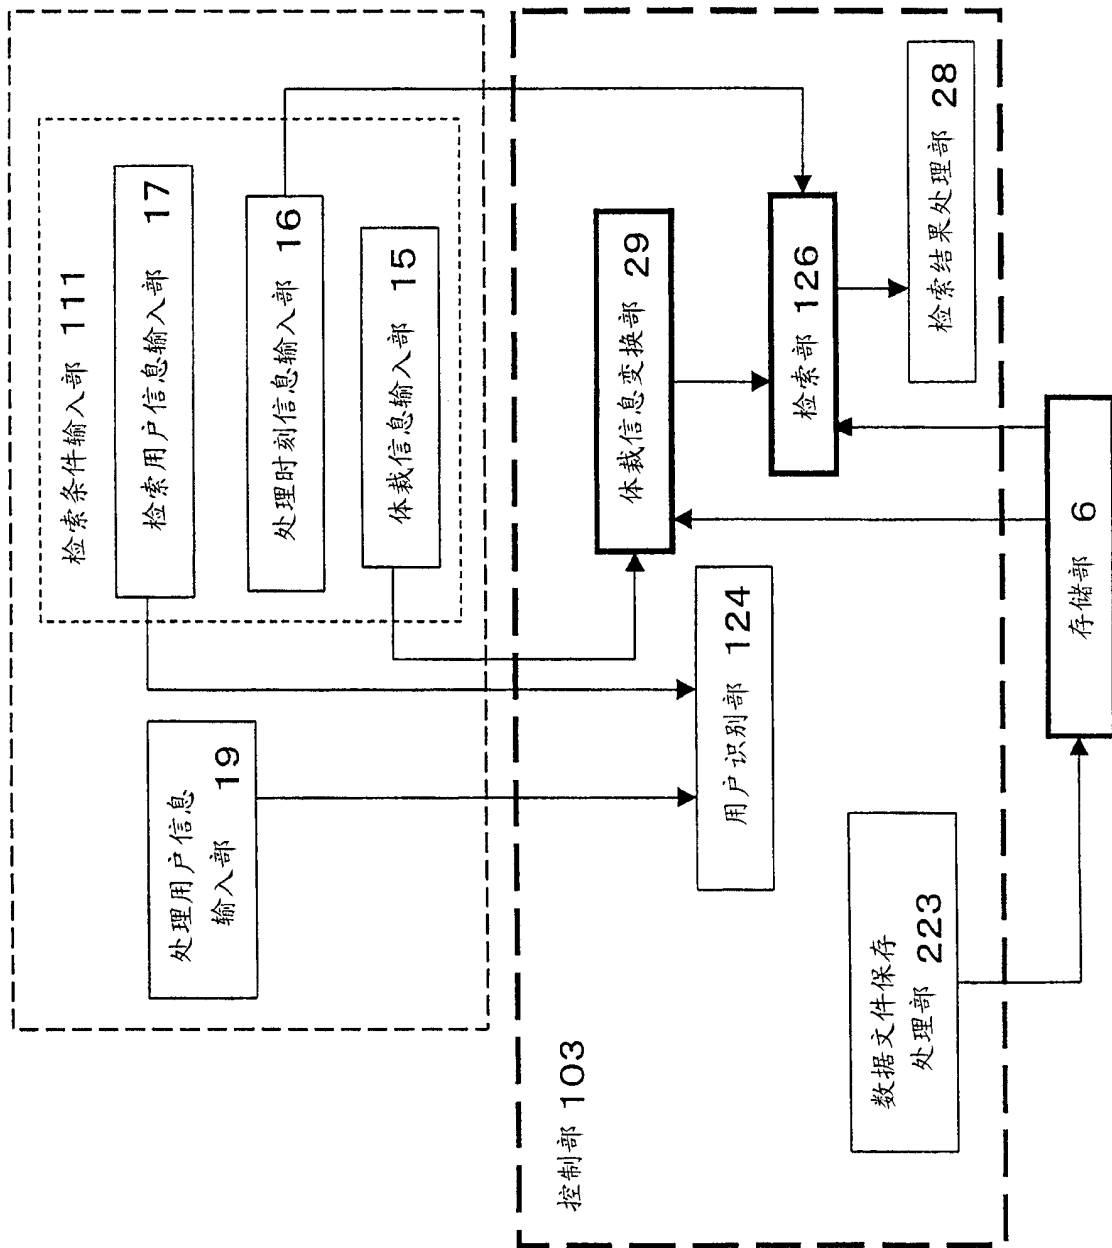 检索条件输入部 111
检索用户信息输入部 17
处理时刻信息输入部 16
体裁信息输入部 15
处理用户信息
输入部 19
控制部 103
体裁信息变换部 29
检索部 126
检索结果处理部 28
用户识别部 124
数据文件保存
处理部 223
存储部 6